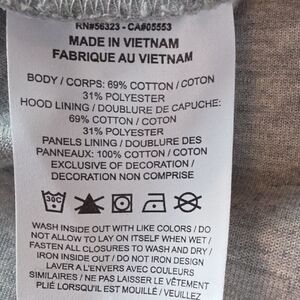 RN#56323 - CA#05553
MADE IN VIETNAM
FABRIQUE AU VIETNAM
BODY / CORPS: 69% COTTON / COTON
31% POLYESTER
HOOD LINING / DOUBLURE DE CAPUCHE:
69% COTTON / COTON
31% POLYESTER
PANELS LINING / DOUBLURE DES
PANNEAUX: 100% COTTON / COTON
EXCLUSIVE OF DECORATION /
DECORATION NON COMPRISE
30C
WASH INSIDE OUT WITH LIKE COLORS / DO
NOT ALLOW TO LAY ON ITSELF WHEN WET /
FASTEN ALL CLOSURES TO WASH AND DRY /
IRON INSIDE OUT / DO NOT IRON DESIGN
LAVER A L'ENVERS AVEC COULEURS
SIMILAIRES / NE PAS LAISSER LE VÊTEMENT
PLIÉ LORSQU'IL EST MOUILLÉ / VEUILLEZ